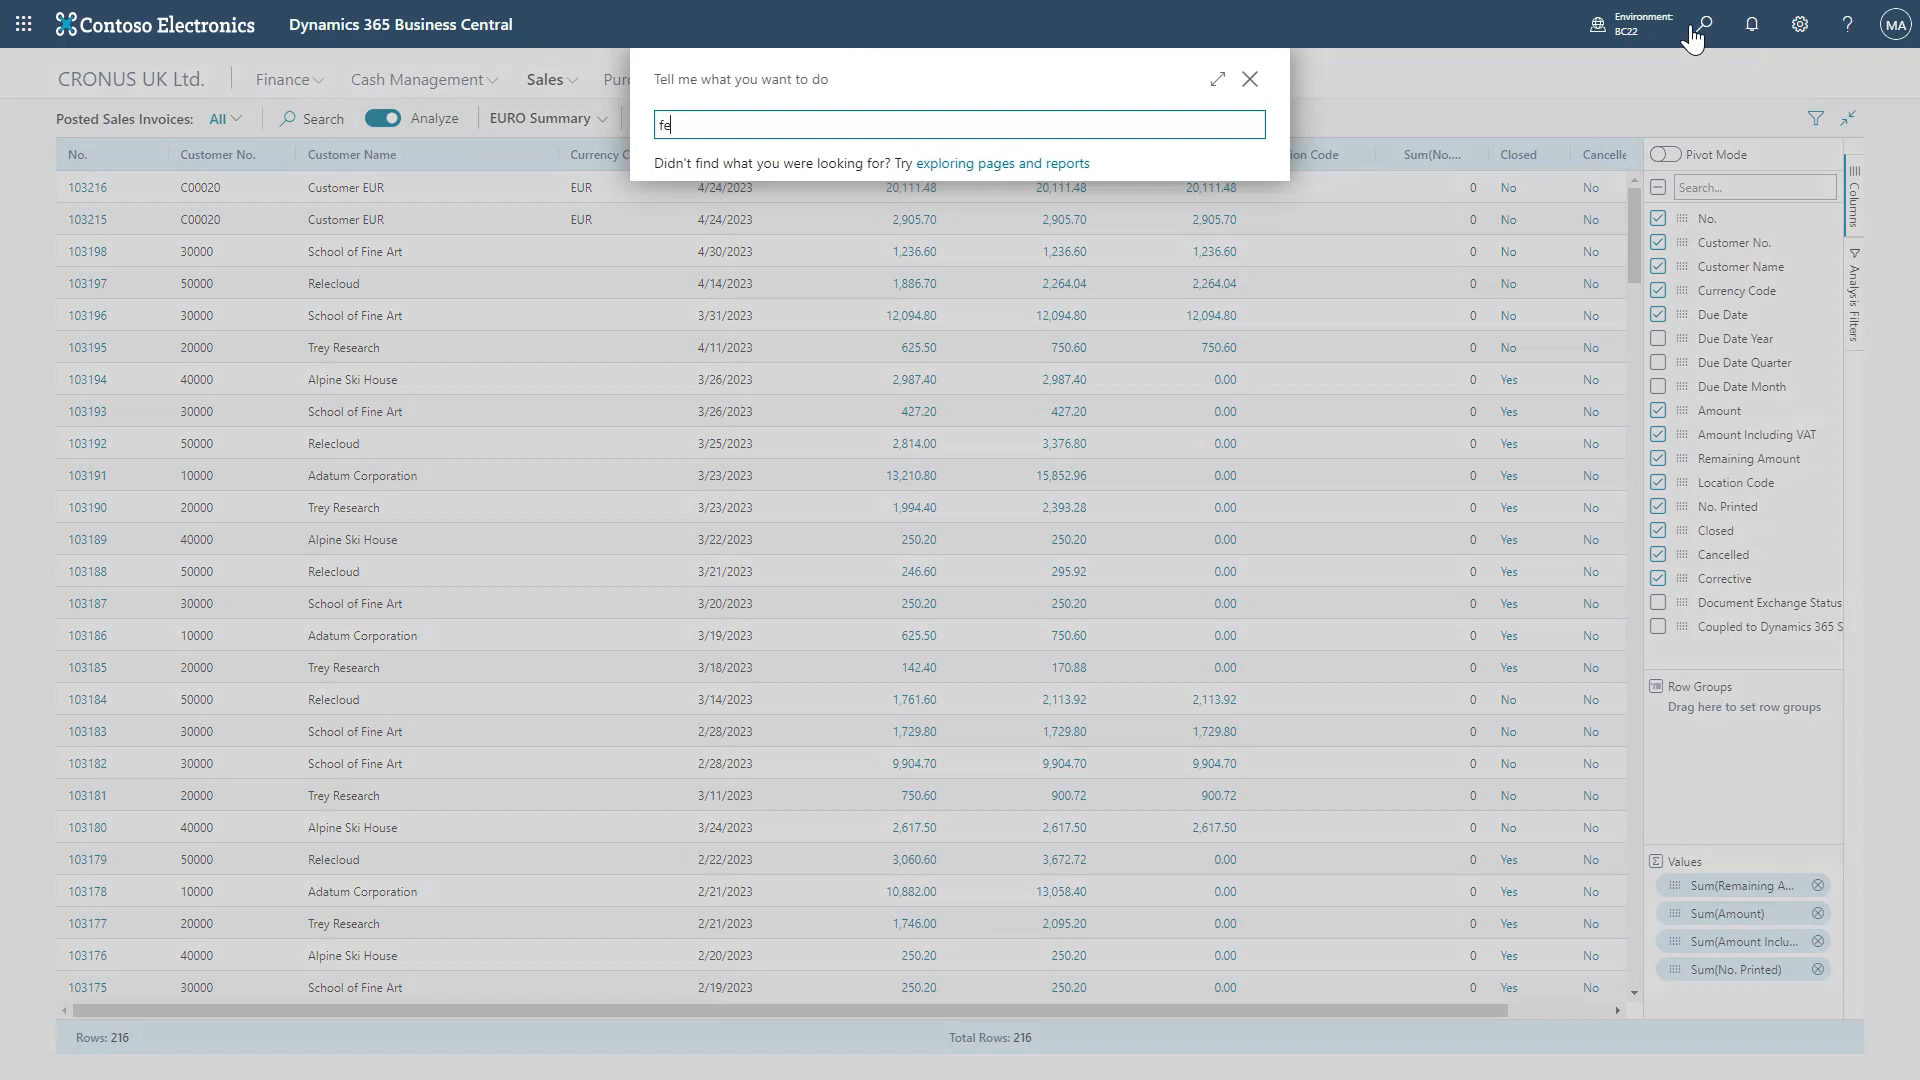 Contoso Electronics
Dynamics 365 Business Central
Environment:
BC22
MA
CRONUS UK Ltd.
Finance
Cash Management
Sales
Tell me what you want to do
fe
Didn't find what you were looking for? Try exploring pages and reports
Posted Sales Invoices: All Search Analyze EURO Summary
No. Customer No. Customer Name Currency Code Sum(No.... Closed
103216 C00020 Customer EUR EUR 4/24/2023 20,111.48 20,111.48 20,111.48 0 No No
103215 C00020 Customer EUR EUR 4/24/2023 2,905.70 2,905.70 2,905.70 0 No No
103198 30000 School of Fine Art 4/30/2023 1,236.60 1,236.60 1,236.60 0 No No
103197 50000 Relecloud 4/14/2023 1,886.70 2,264.04 2,264.04 0 No No
103196 30000 School of Fine Art 3/31/2023 12,094.80 12,094.80 12,094.80 0 No No
103195 20000 Trey Research 4/11/2023 625.50 750.60 750.60 0 No No
103194 40000 Alpine Ski House 3/26/2023 2,987.40 2,987.40 0.00 0 Yes No
103193 30000 School of Fine Art 3/26/2023 427.20 427.20 0.00 0 Yes No
103192 50000 Relecloud 3/25/2023 2,814.00 3,376.80 0.00 0 Yes No
103191 10000 Adatum Corporation 3/23/2023 13,210.80 15,852.96 0.00 0 Yes No
103190 20000 Trey Research 3/23/2023 1,994.40 2,393.28 0.00 0 Yes No
103189 40000 Alpine Ski House 3/22/2023 250.20 250.20 0.00 0 Yes No
103188 50000 Relecloud 3/21/2023 246.60 295.92 0.00 0 Yes No
103187 30000 School of Fine Art 3/20/2023 250.20 250.20 0.00 0 Yes No
103186 10000 Adatum Corporation 3/19/2023 625.50 750.60 0.00 0 Yes No
103185 20000 Trey Research 3/18/2023 142.40 170.88 0.00 0 Yes No
103184 50000 Relecloud 3/14/2023 1,761.60 2,113.92 2,113.92 0 No No
103183 30000 School of Fine Art 2/28/2023 1,729.80 1,729.80 1,729.80 0 No No
103182 30000 School of Fine Art 2/28/2023 9,904.70 9,904.70 9,904.70 0 No No
103181 20000 Trey Research 3/11/2023 750.60 900.72 900.72 0 No No
103180 40000 Alpine Ski House 3/24/2023 2,617.50 2,617.50 2,617.50 0 No No
103179 50000 Relecloud 2/22/2023 3,060.60 3,672.72 0.00 0 Yes No
103178 10000 Adatum Corporation 2/21/2023 10,882.00 13,058.40 0.00 0 Yes No
103177 20000 Trey Research 2/21/2023 1,746.00 2,095.20 0.00 0 Yes No
103176 40000 Alpine Ski House 2/20/2023 250.20 250.20 0.00 0 Yes No
103175 30000 School of Fine Art 2/19/2023 250.20 250.20 0.00 0 Yes No
Rows: 216 Total Rows: 216
Pivot Mode
Search...
No.
Customer No.
Customer Name
Currency Code
Due Date
Due Date Year
Due Date Quarter
Due Date Month
Amount
Amount Including VAT
Remaining Amount
Location Code
No. Printed
Closed
Cancelled
Corrective
Document Exchange Status
Coupled to Dynamics 365 S
Row Groups
Drag here to set row groups
Values
Sum(Remaining A...
Sum(Amount)
Sum(Amount Inclu...
Sum(No. Printed)
Columns
Analysis Filters